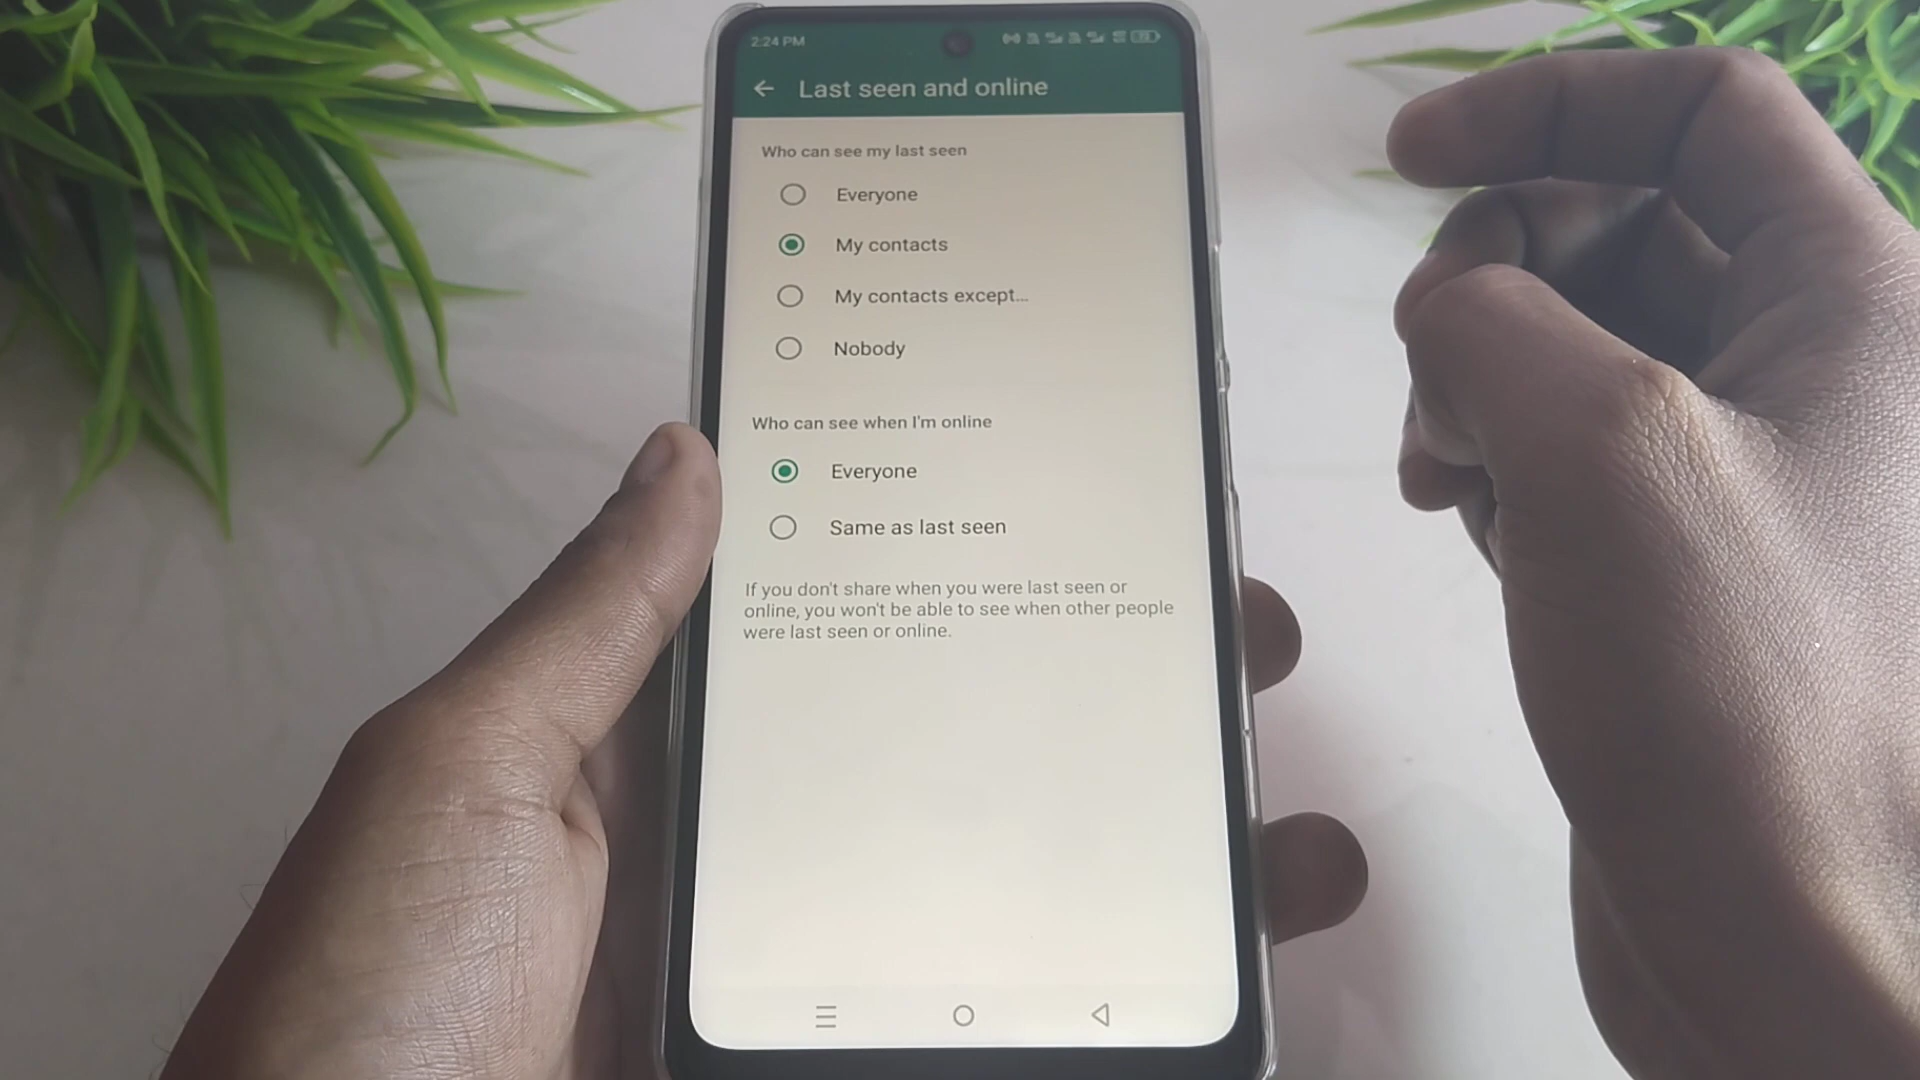 2:24 PM
Last seen and online
Who can see my last seen
Everyone
My contacts
My contacts except...
Nobody
Who can see when I'm online
Everyone
Same as last seen
If you don't share when you were last seen or
online, you won't be able to see when other people
were last seen or online.